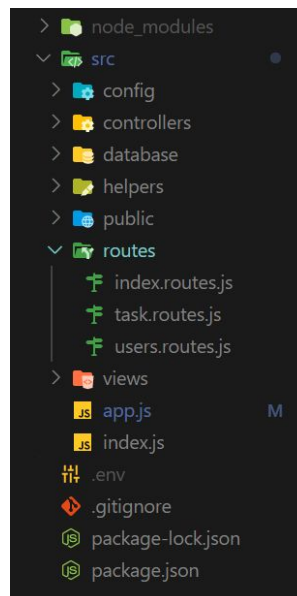 node_modules
src
config
controllers
database
helpers
public
routes
index.routes.js
task.routes.js
users.routes.js
views
JS app.js M
JS index.js
.env
.gitignore
package-lock.json
package.json